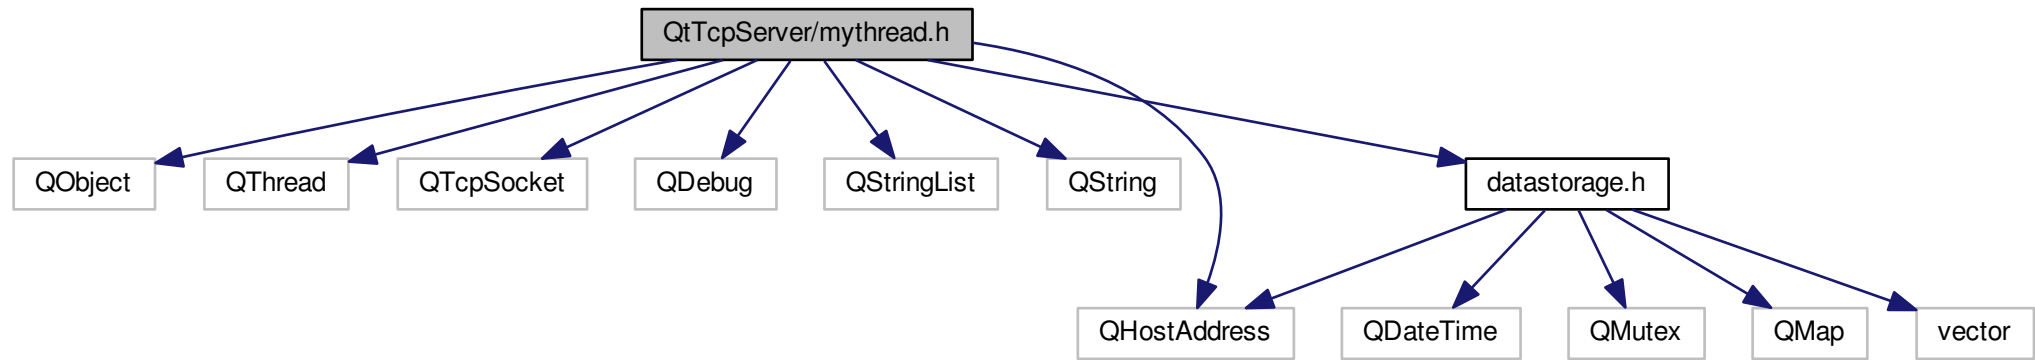 QtTcpServer/mythread.h
QObject
QThread
QTcpSocket
QDebug
QStringList
QString
datastorage.h
QHostAddress
QDateTime
QMutex
QMap
vector